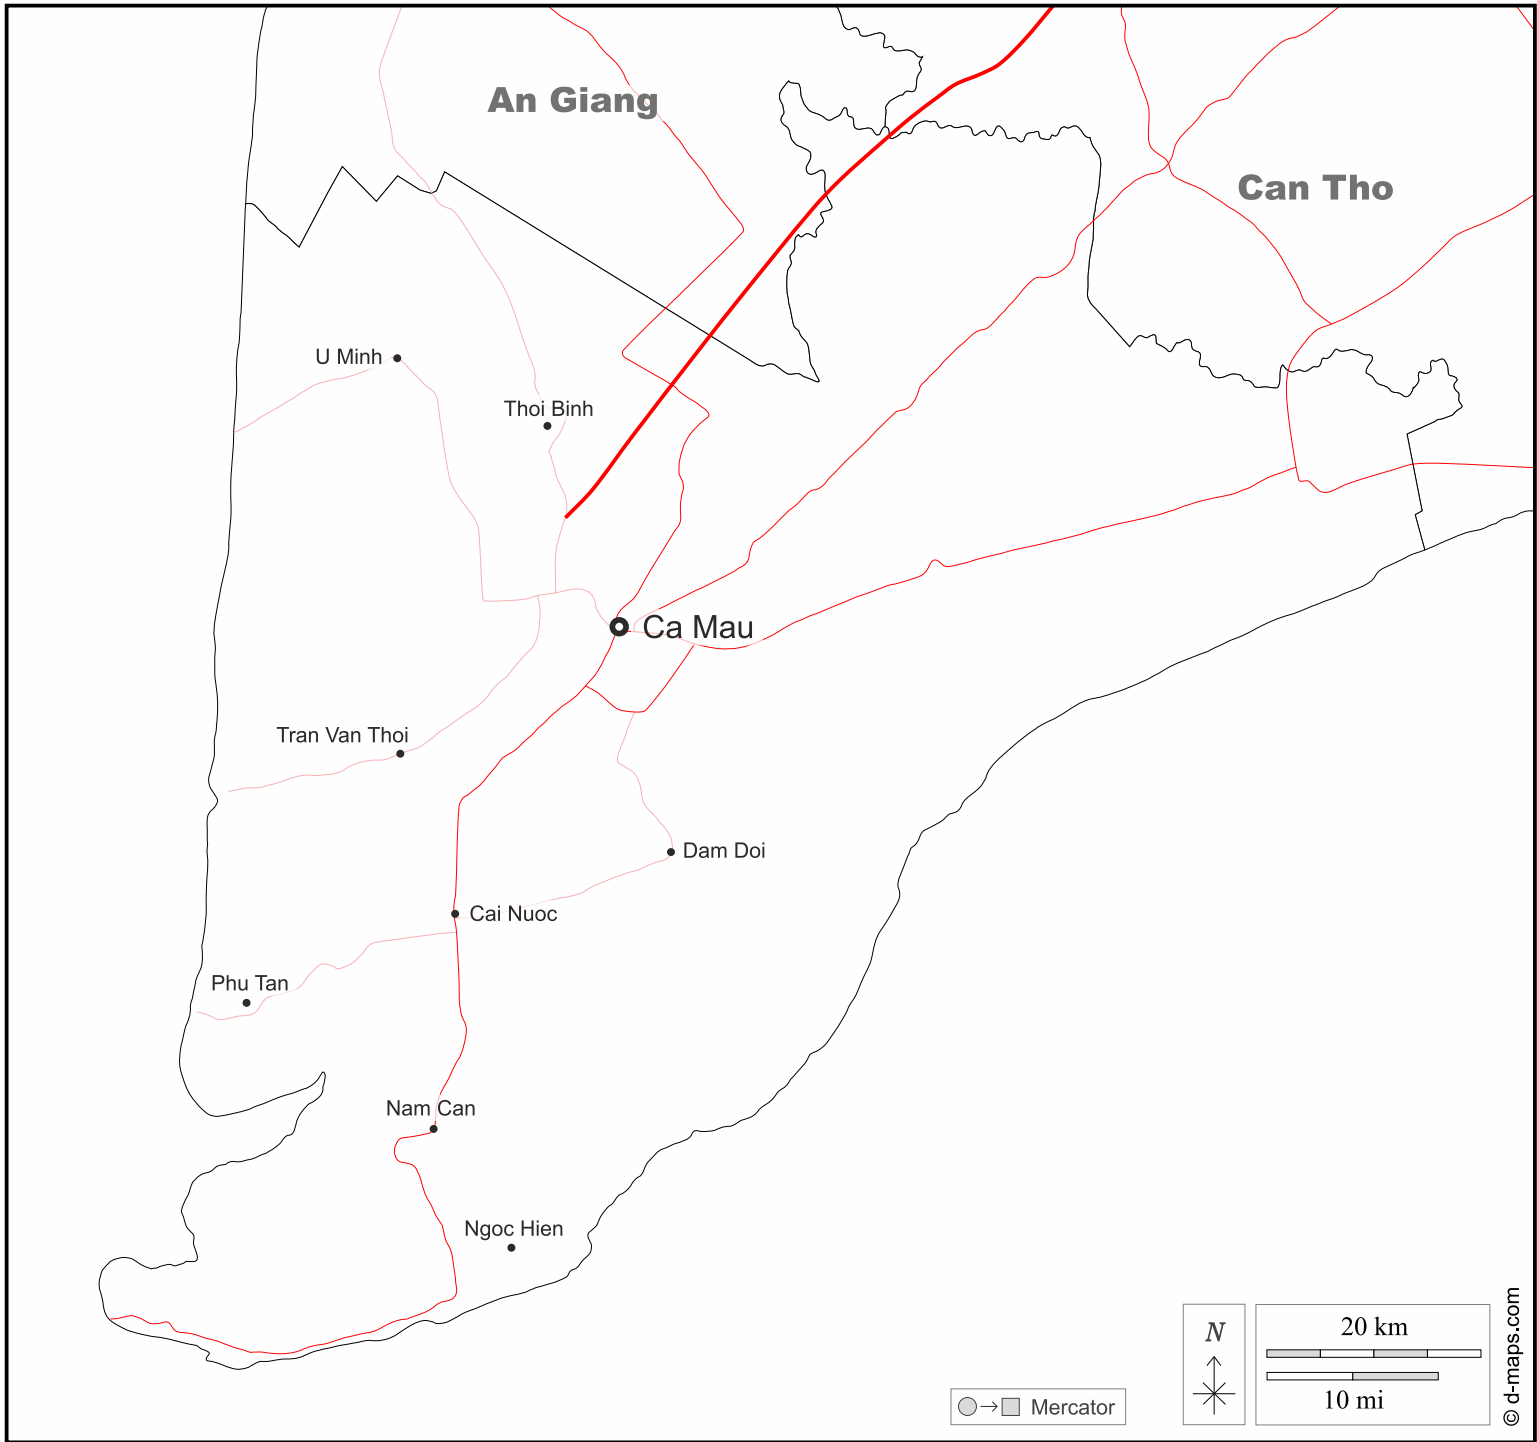 An Giang
Can Tho
U Minh
Thoi Binh
Ca Mau
Tran Van Thoi
Dam Doi
Cai Nuoc
Phu Tan
Nam Can
Ngoc Hien
N
20 km
10 mi
Mercator
© d-maps.com